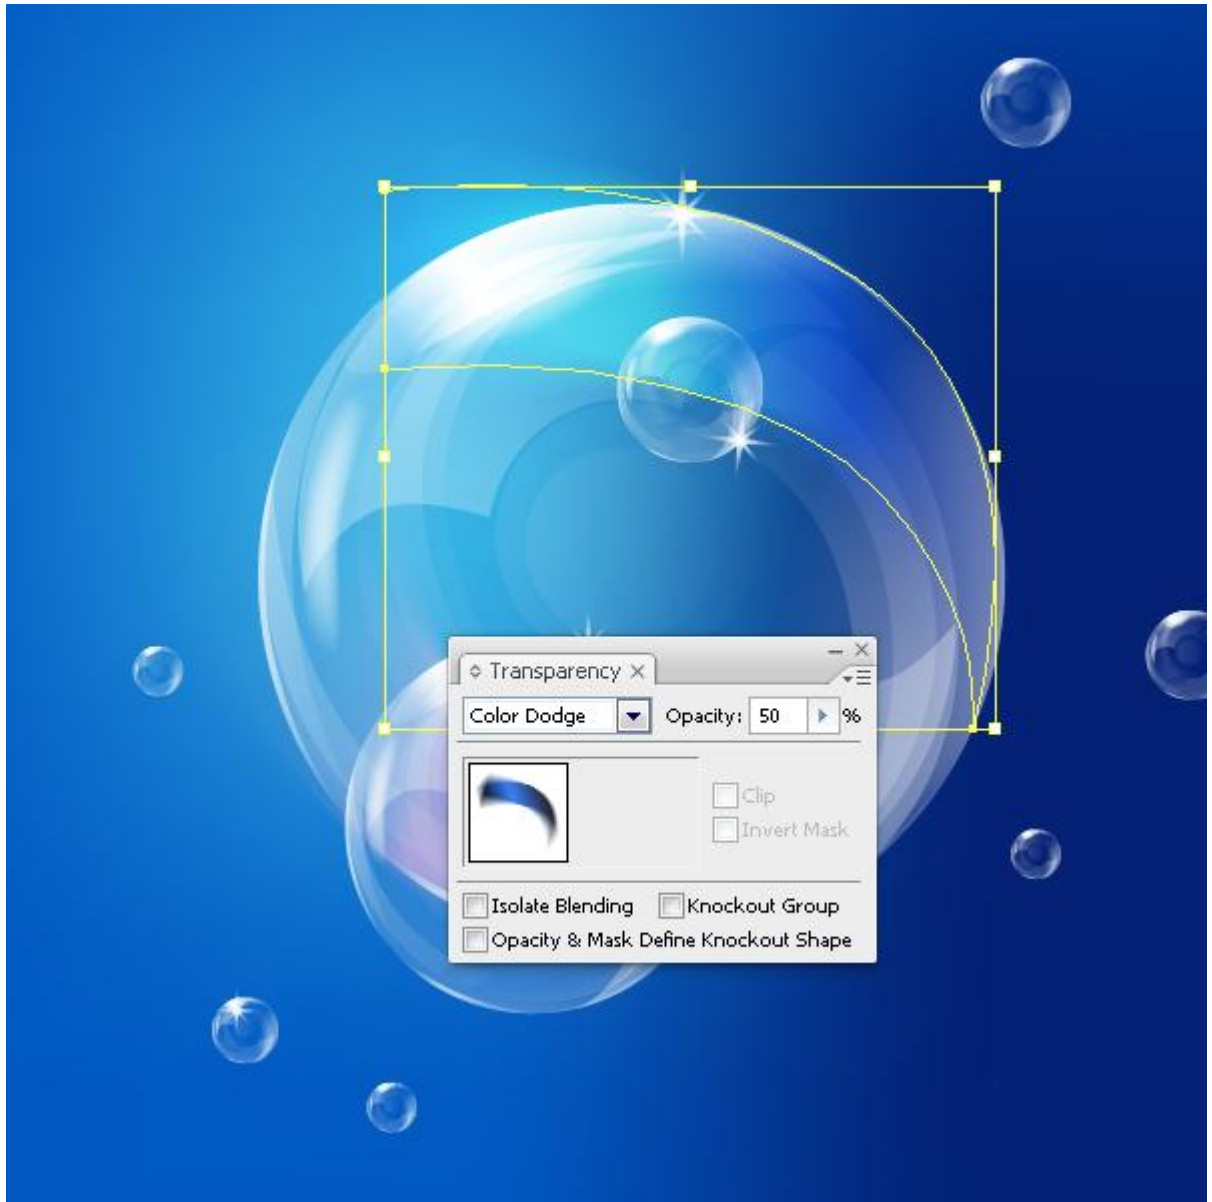 Transparency
Color Dodge Opacity: 50 %
Clip
Invert Mask
Isolate Blending Knockout Group
Opacity & Mask Define Knockout Shape